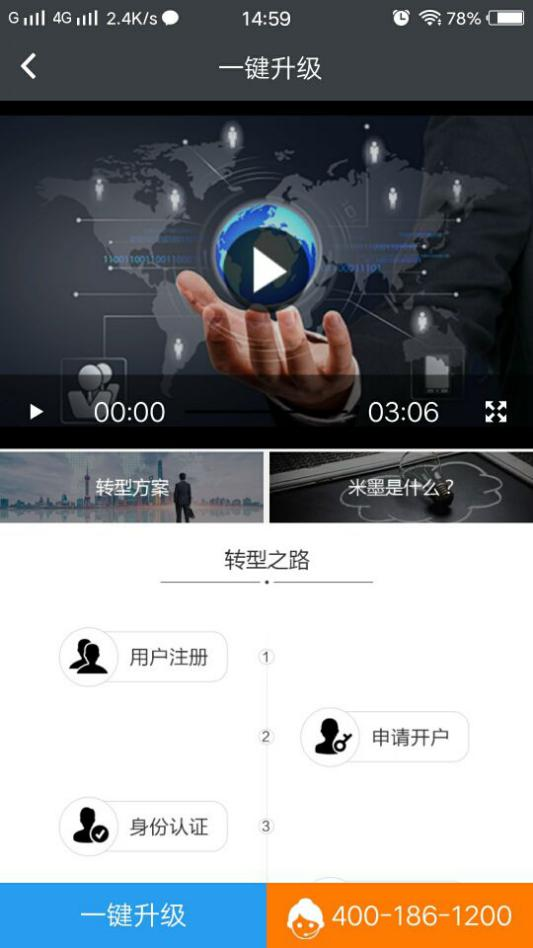 G 4G 2.4K/s 14:59 78%
一键升级
00:00 03:06
转型方案 米墨是什么?
转型之路
用户注册 1
2 申请开户
身份认证 3
一键升级 400-186-1200